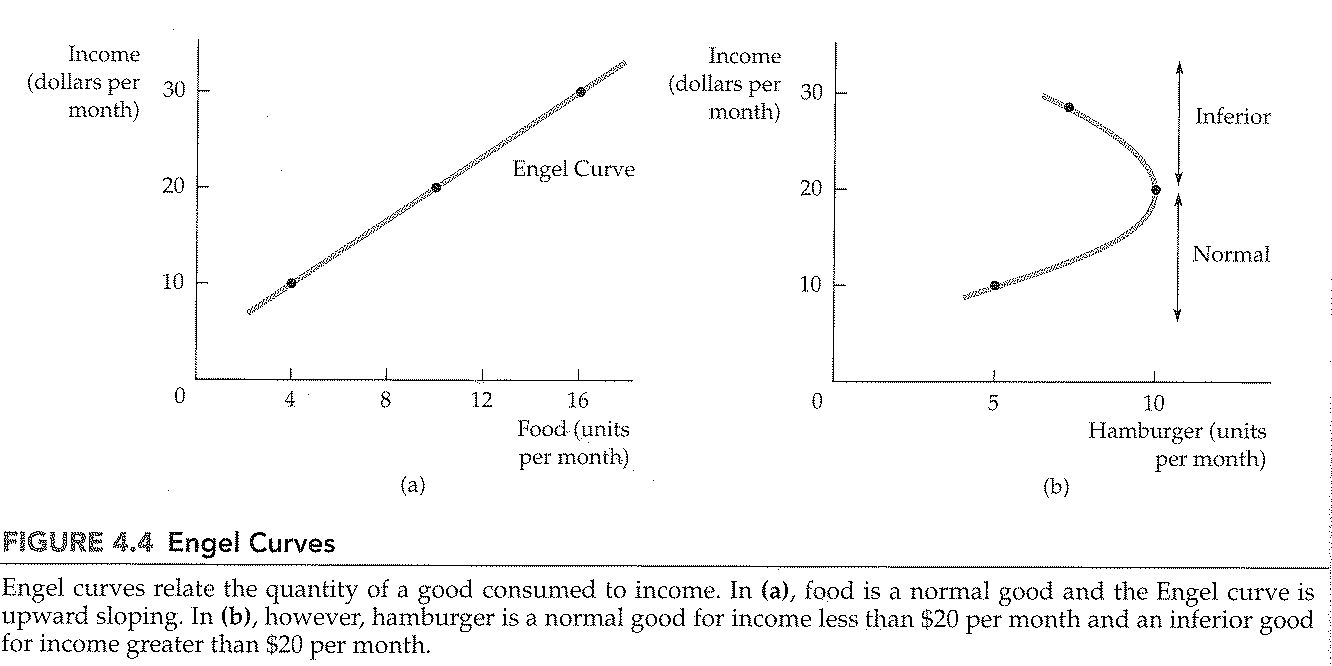 Income
(dollars per
month)
30
20
10
0
4
8
12
16
Engel Curve
Food (units
per month)
(a)
Income
(dollars per
month)
30
20
10
0
5
10
Inferior
Normal
Hamburger (units
per month)
(b)
FIGURE 4.4 Engel Curves
Engel curves relate the quantity of a good consumed to income. In (a), food is a normal good and the Engel curve is
upward sloping. In (b), however, hamburger is a normal good for income less than $20 per month and an inferior good
for income greater than $20 per month.